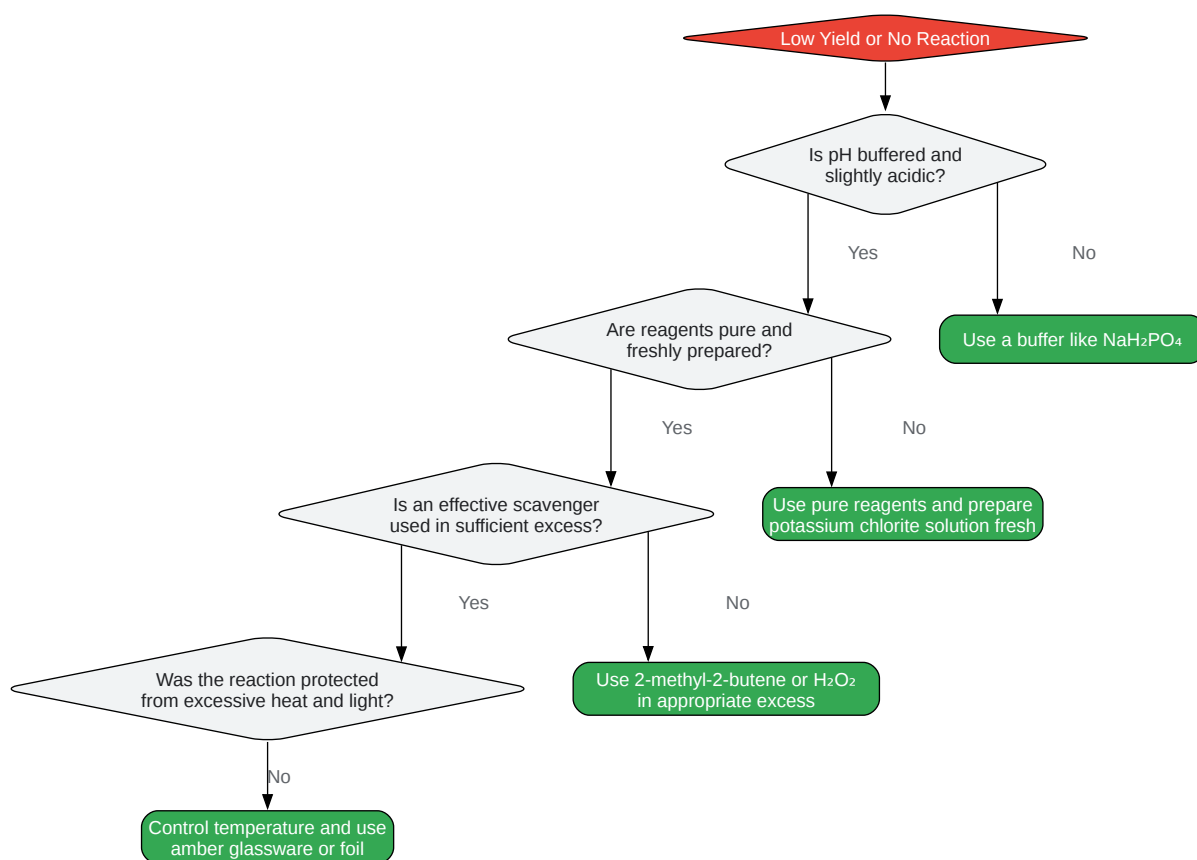 Low Yield or No Reaction
Is pH buffered and
slightly acidic?
Yes
No
Are reagents pure and
freshly prepared?
Use a buffer like NaH₂PO₄
Yes
No
Is an effective scavenger
used in sufficient excess?
Use pure reagents and prepare
potassium chlorite solution fresh
Yes
No
Was the reaction protected
from excessive heat and light?
Use 2-methyl-2-butene or H₂O₂
in appropriate excess
No
Control temperature and use
amber glassware or foil